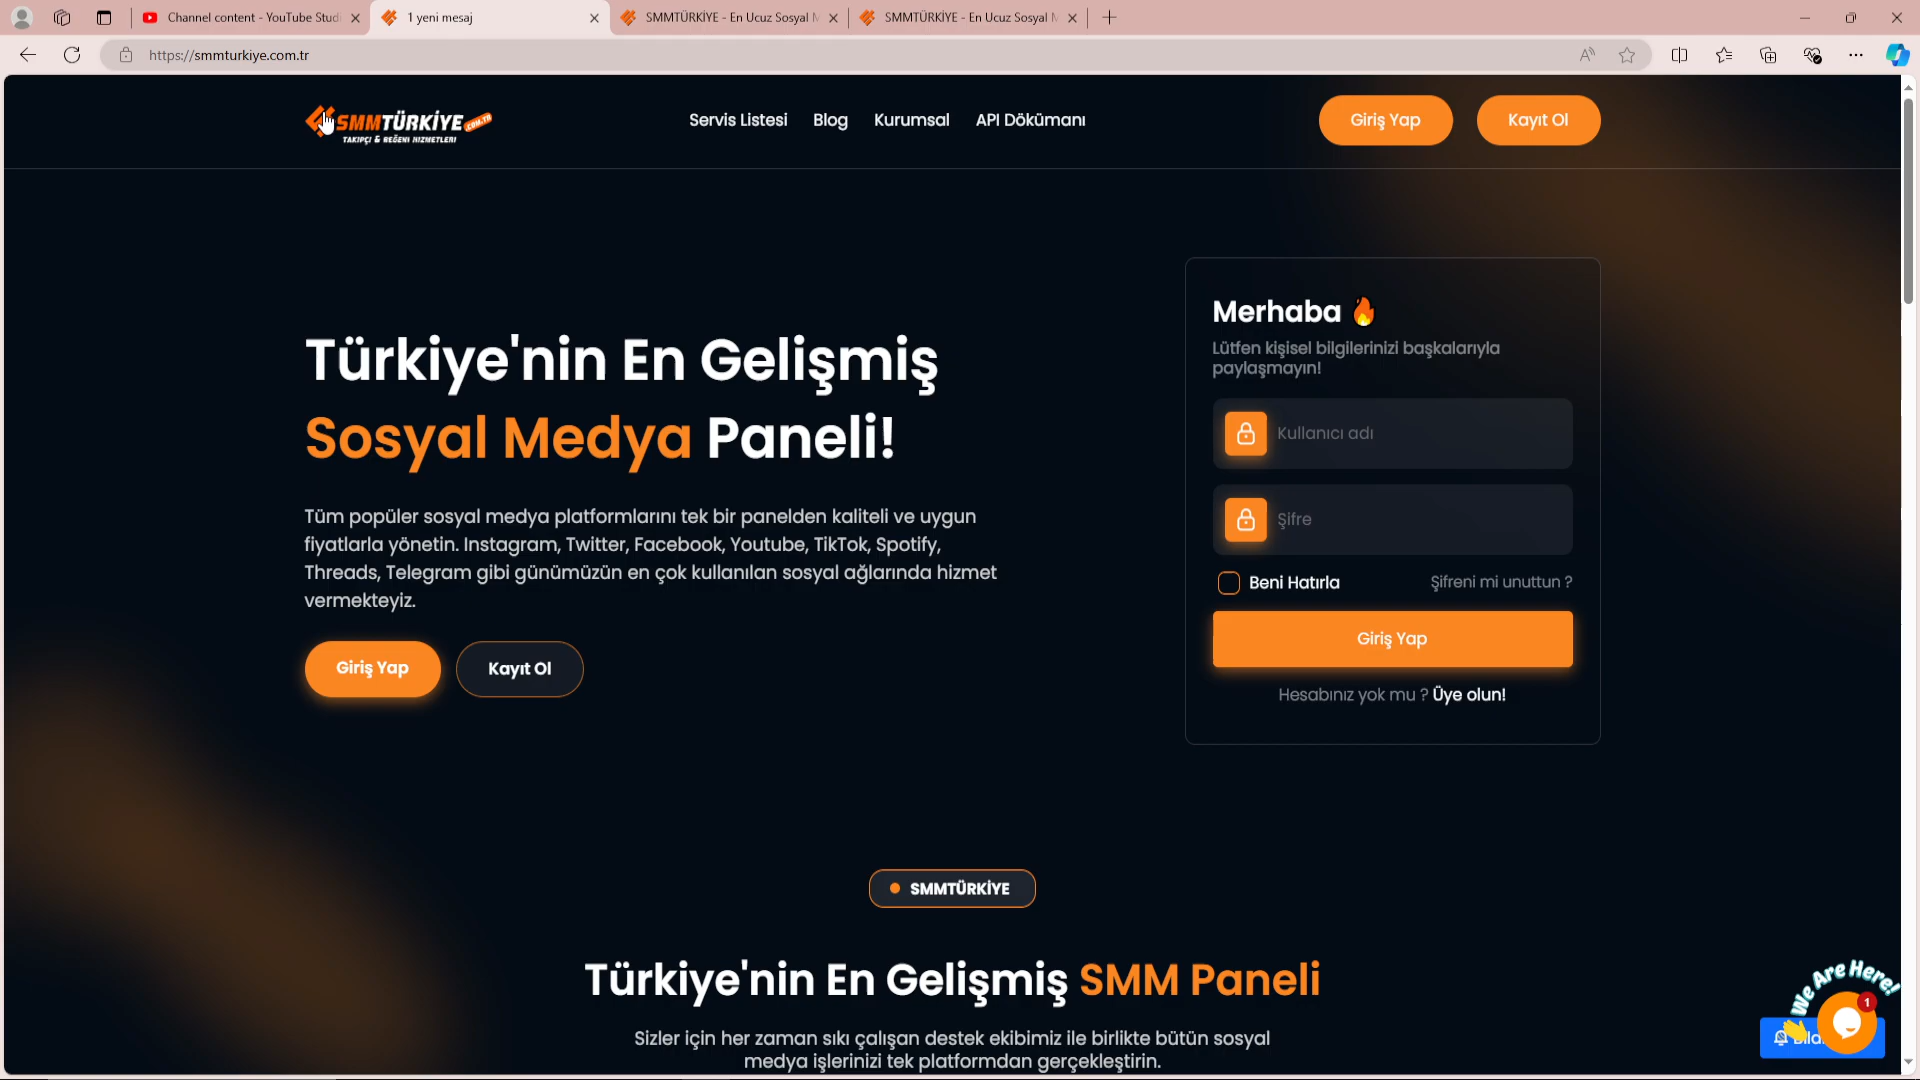 Channel content - YouTube Studi
1 yeni mesaj
SMMTÜRKİYE - En Ucuz Sosyal M
SMMTÜRKİYE - En Ucuz Sosyal M
https://smmturkiye.com.tr
SMMTÜRKİYE .COM.TR
TAKİPÇİ & BEĞENİ HİZMETLERİ
Servis Listesi
Blog
Kurumsal
API Dökümanı
Giriş Yap
Kayıt Ol
Türkiye'nin En Gelişmiş
Sosyal Medya Paneli!
Tüm popüler sosyal medya platformlarını tek bir panelden kaliteli ve uygun
fiyatlarla yönetin. Instagram, Twitter, Facebook, Youtube, TikTok, Spotify,
Threads, Telegram gibi günümüzün en çok kullanılan sosyal ağlarında hizmet
vermekteyiz.
Giriş Yap
Kayıt Ol
Merhaba 🔥
Lütfen kişisel bilgilerinizi başkalarıyla
paylaşmayın!
Kullanıcı adı
Şifre
Beni Hatırla
Şifreni mi unuttun ?
Giriş Yap
Hesabınız yok mu ? Üye olun!
SMMTÜRKİYE
Türkiye'nin En Gelişmiş SMM Paneli
Sizler için her zaman sıkı çalışan destek ekibimiz ile birlikte bütün sosyal
medya işlerinizi tek platformdan gerçekleştirin.
We Are Here!
1